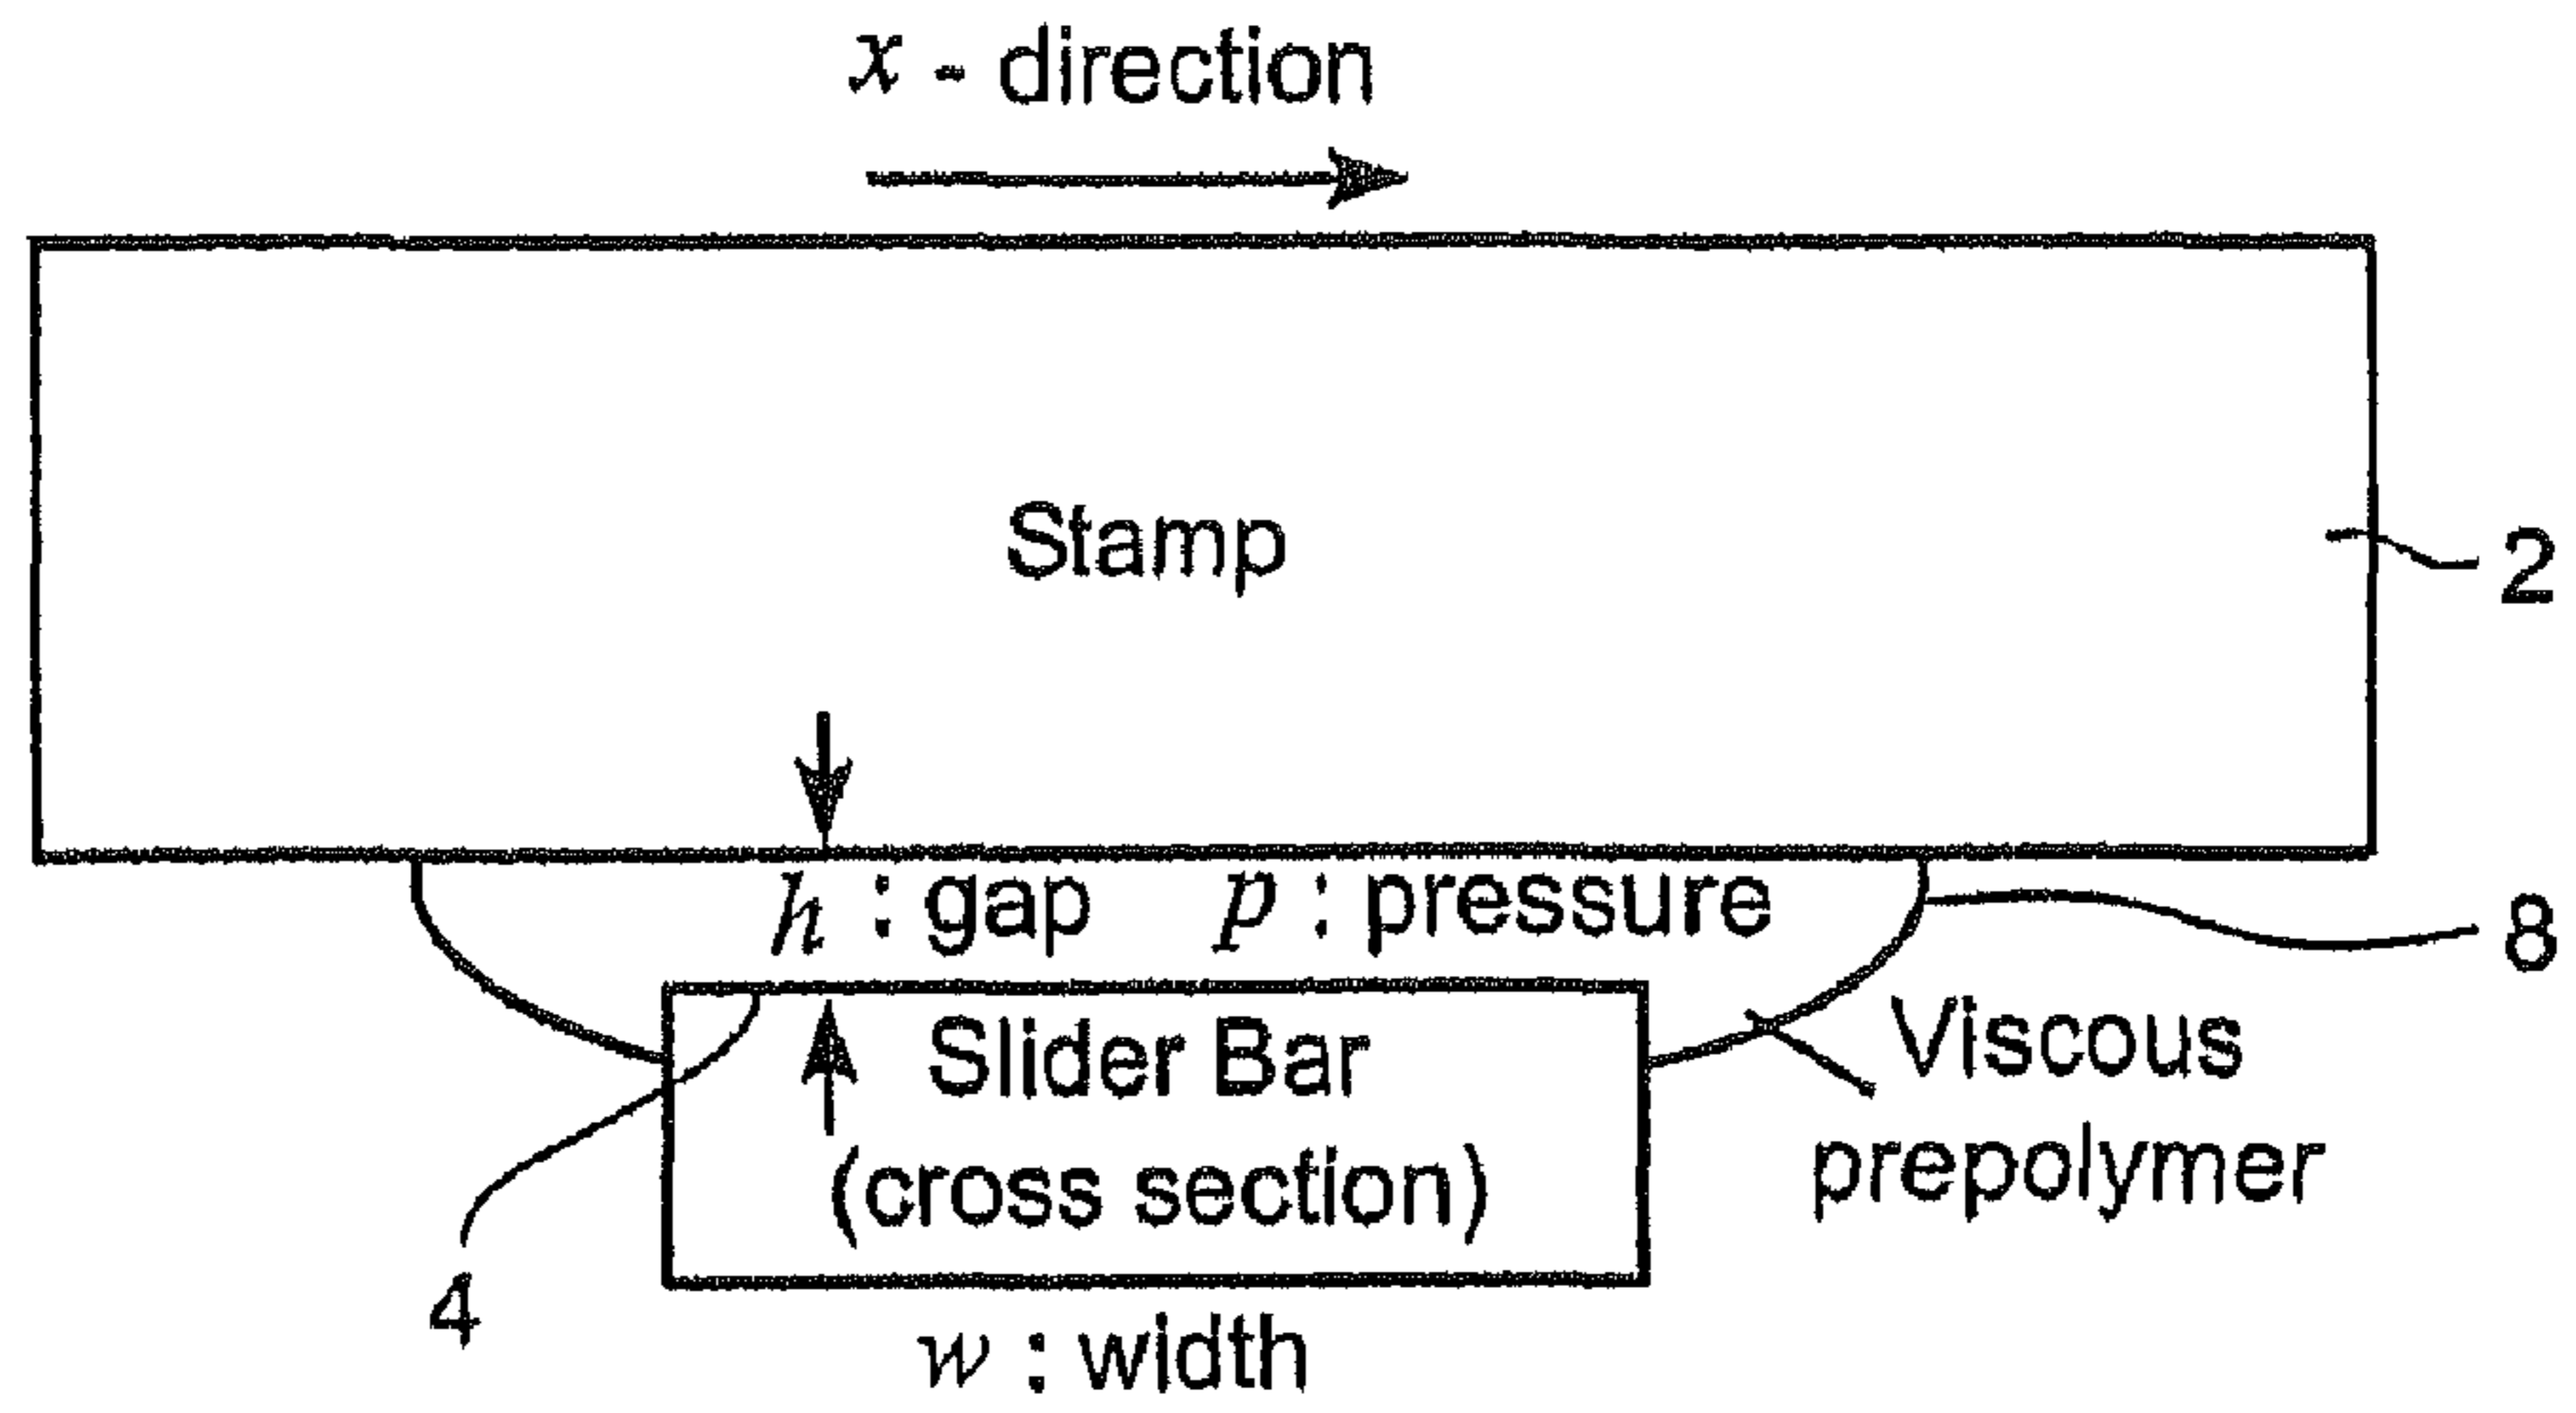 x - direction
Stamp
2
h : gap p : pressure
8
Slider Bar
(cross section)
Viscous
prepolymer
4
w : width